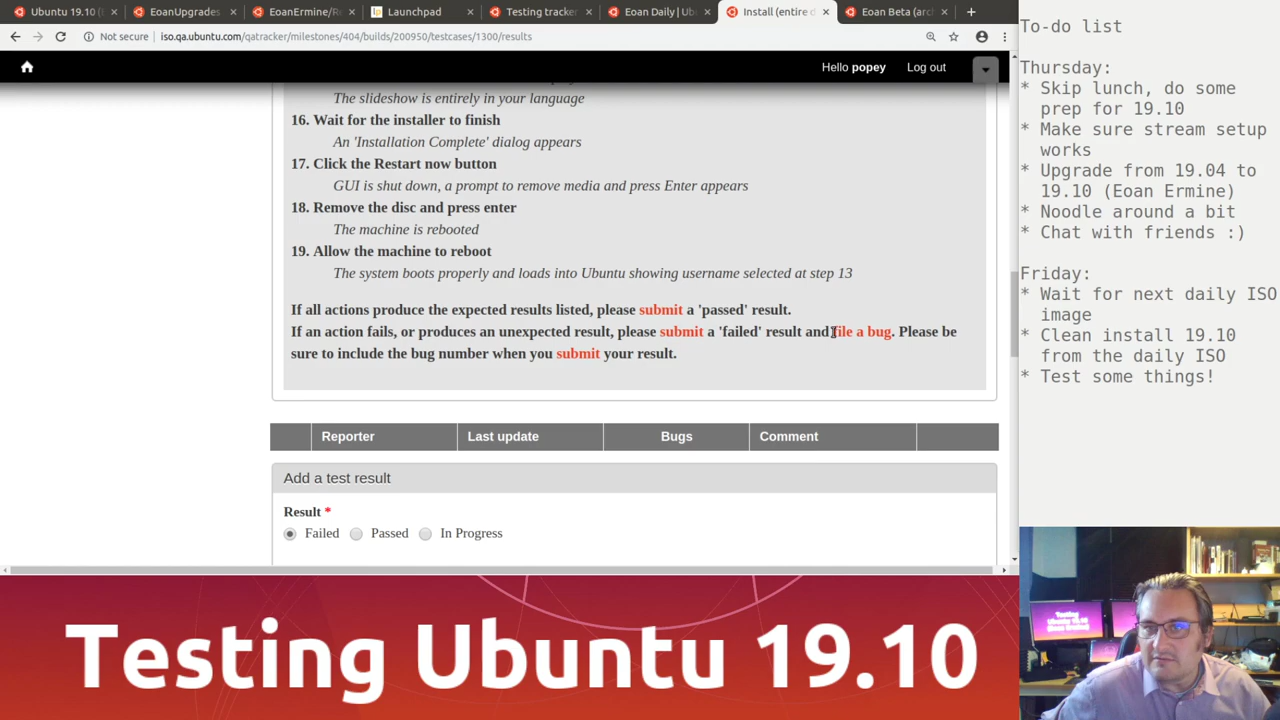 Ubuntu 19.10 (
EoanUpgrades
EoanErmine/Re
Launchpad
Testing tracker
Eoan Daily | Ub
Install (entire d
Eoan Beta (arc
Not secure
iso.qa.ubuntu.com/qatracker/milestones/404/builds/200950/testcases/1300/results
Hello popey
Log out
The slideshow is entirely in your language
16. Wait for the installer to finish
An 'Installation Complete' dialog appears
17. Click the Restart now button
GUI is shut down, a prompt to remove media and press Enter appears
18. Remove the disc and press enter
The machine is rebooted
19. Allow the machine to reboot
The system boots properly and loads into Ubuntu showing username selected at step 13
If all actions produce the expected results listed, please submit a 'passed' result.
If an action fails, or produces an unexpected result, please submit a 'failed' result and file a bug. Please be
sure to include the bug number when you submit your result.
Reporter
Last update
Bugs
Comment
Add a test result
Result *
Failed
Passed
In Progress
To-do list
Thursday:
* Skip lunch, do some
prep for 19.10
* Make sure stream setup
works
* Upgrade from 19.04 to
19.10 (Eoan Ermine)
* Noodle around a bit
* Chat with friends :)
Friday:
* Wait for next daily ISO
image
* Clean install 19.10
from the daily ISO
* Test some things!
Testing Ubuntu 19.10